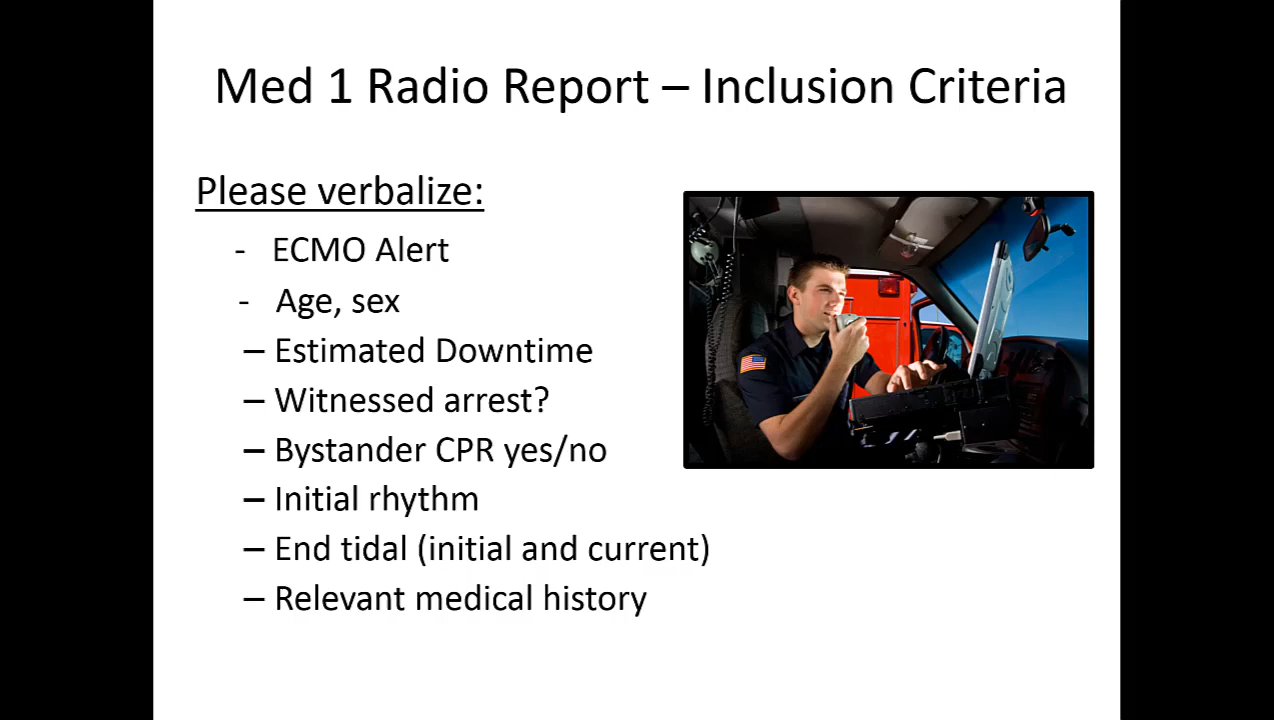 Med 1 Radio Report – Inclusion Criteria
Please verbalize:
- ECMO Alert
- Age, sex
– Estimated Downtime
– Witnessed arrest?
– Bystander CPR yes/no
– Initial rhythm
– End tidal (initial and current)
– Relevant medical history